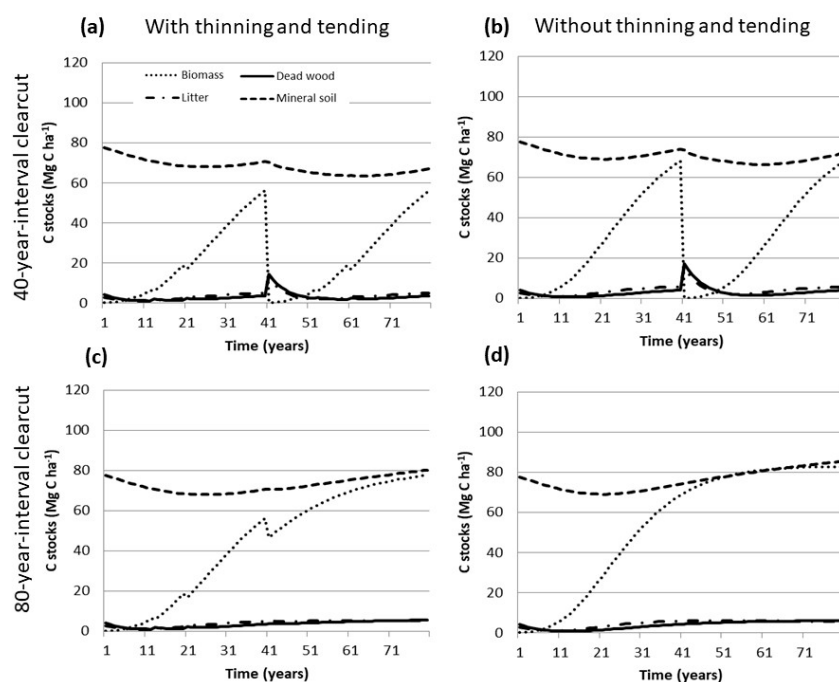 (a) With thinning and tending
(b) Without thinning and tending
40-year-interval clearcut
C stocks (Mg C ha⁻¹)
120
100
80
60
40
20
0
Biomass Dead wood
Litter Mineral soil
1 11 21 31 41 51 61 71
Time (years)
C stocks (Mg C ha⁻¹)
120
100
80
60
40
20
0
1 11 21 31 41 51 61 71
Time (years)
80-year-interval clearcut
(c)
C stocks (Mg C ha⁻¹)
120
100
80
60
40
20
0
1 11 21 31 41 51 61 71
Time (years)
(d)
C stocks (Mg C ha⁻¹)
120
100
80
60
40
20
0
1 11 21 31 41 51 61 71
Time (years)